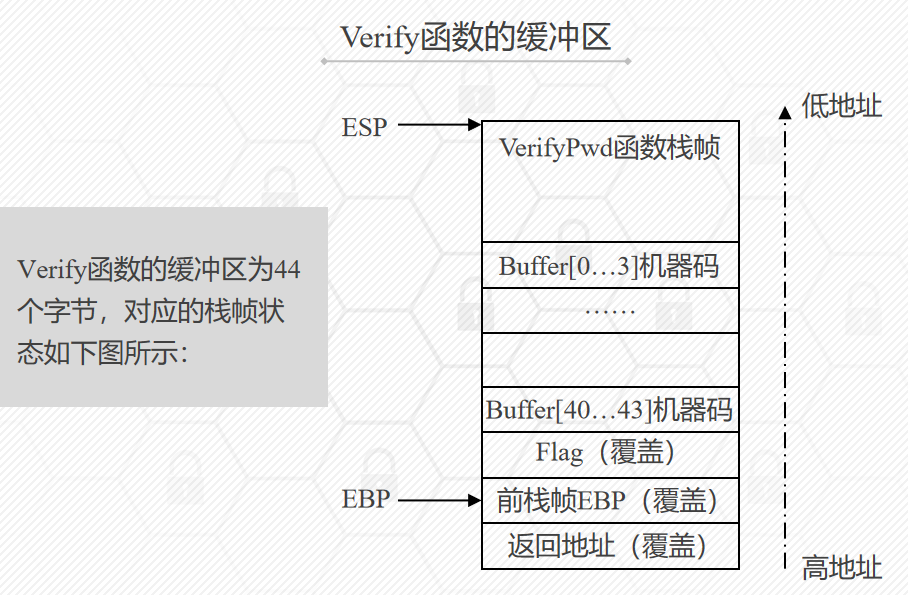 Verify函数的缓冲区
低地址
ESP
VerifyPwd函数栈帧
Verify函数的缓冲区为44
个字节，对应的栈帧状
态如下图所示：
Buffer[0…3]机器码
……
Buffer[40…43]机器码
Flag（覆盖）
EBP
前栈帧EBP（覆盖）
返回地址（覆盖）
高地址